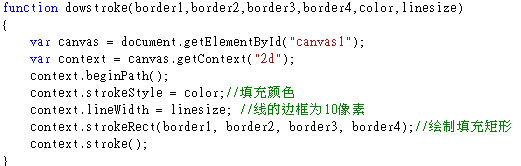 function dowstroke(border1,border2,border3,border4,color,linesize)
{
var canvas = document.getElementById("canvas1");
var context = canvas.getContext("2d");
context.beginPath();
context.strokeStyle = color;//填充颜色
context.lineWidth = linesize; //线的边框为10像素
context.strokeRect(border1, border2, border3, border4);//绘制填充矩形
context.stroke();
}